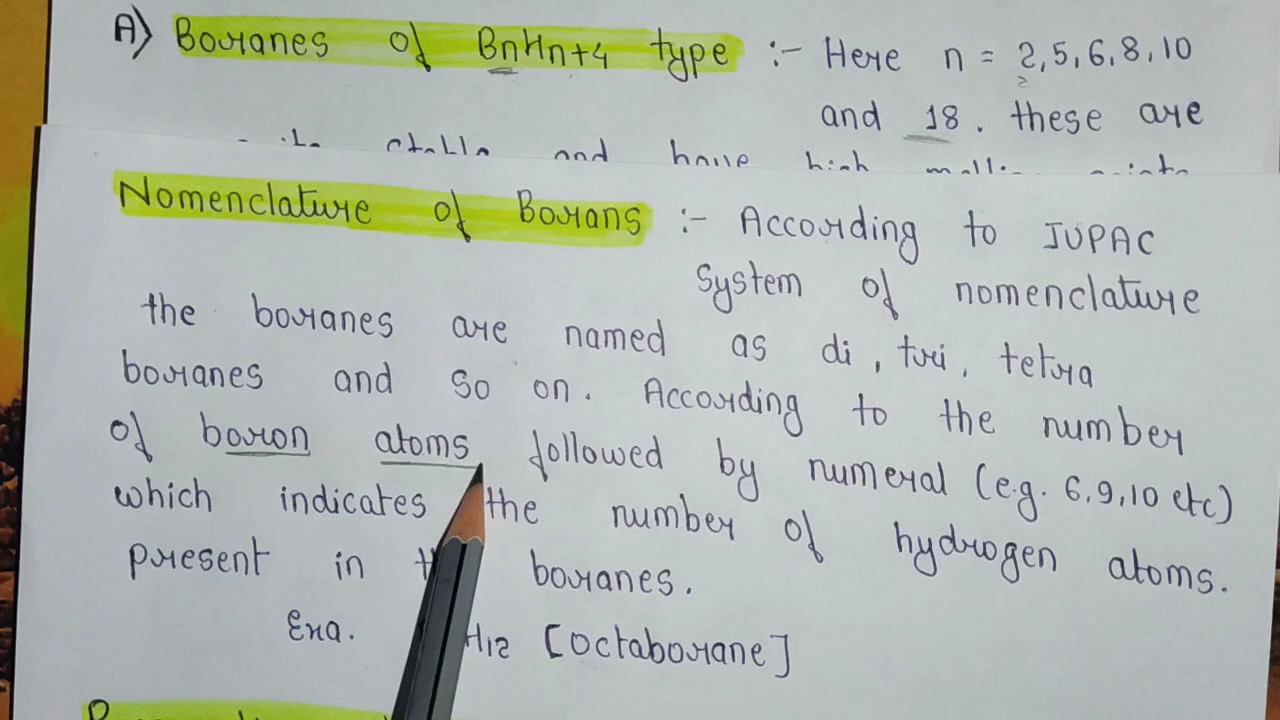 A) Boranes of BnHn+4 type :- Here n = 2,5,6,8,10
and 18. these are
and have high
Nomenclature of Borans :- According to IUPAC
system of nomenclature
the boranes are named as di, tri, tetra
boranes and so on. According to the number
of boron atoms followed by numeral (e.g. 6,9,10 etc)
which indicates the number of hydrogen atoms.
present in boranes.
Exa. H12 [Octaborane]